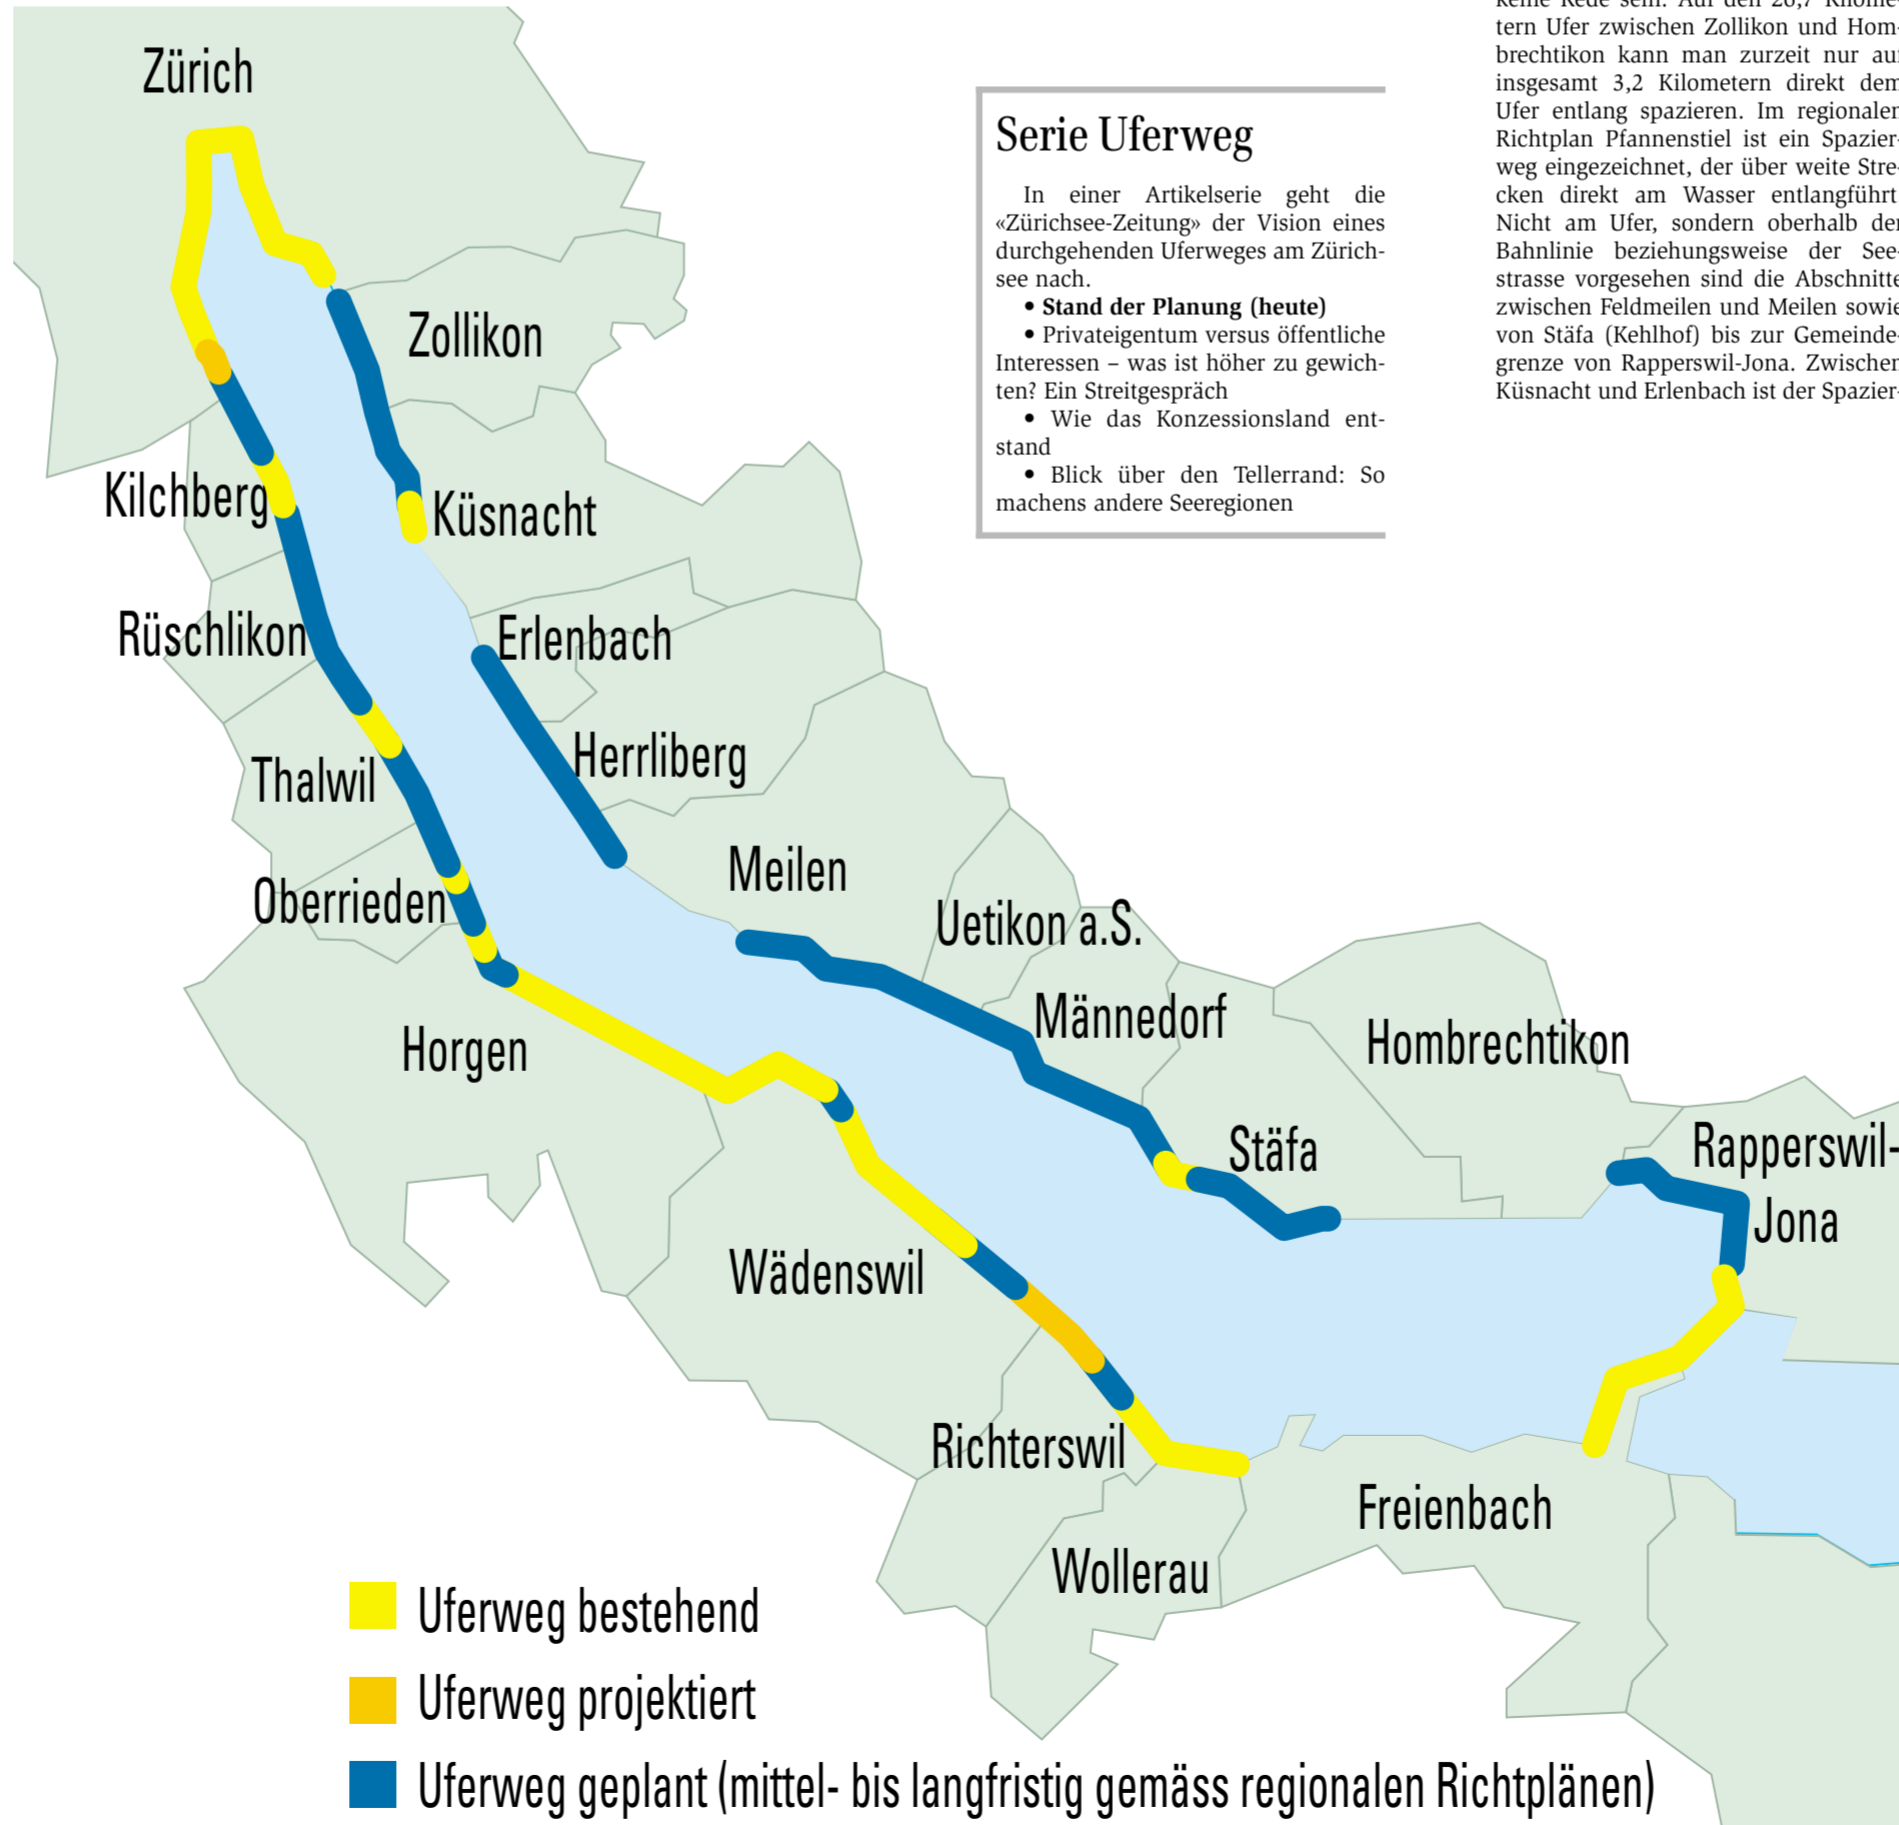 Zürich
Zollikon
Kilchberg
Küsnacht
Rüschlikon
Erlenbach
Herrliberg
Thalwil
Meilen
Oberrieden
Uetikon a.S.
Horgen
Männedorf
Hombrechtikon
Stäfa
Rapperswil-
Jona
Wädenswil
Richterswil
Freienbach
Wollerau
Uferweg bestehend
Uferweg projektiert
Uferweg geplant (mittel- bis langfristig gemäss regionalen Richtplänen)
Serie Uferweg
In einer Artikelserie geht die
«Zürichsee-Zeitung» der Vision eines
durchgehenden Uferweges am Zürich-
see nach.
• Stand der Planung (heute)
• Privateigentum versus öffentliche
Interessen – was ist höher zu gewich-
ten? Ein Streitgespräch
• Wie das Konzessionsland ent-
stand
• Blick über den Tellerrand: So
machens andere Seeregionen
keine Rede sein. Auf den 26,7 Kilome-
tern Ufer zwischen Zollikon und Hom-
brechtikon kann man zurzeit nur auf
insgesamt 3,2 Kilometern direkt dem
Ufer entlang spazieren. Im regionalen
Richtplan Pfannenstiel ist ein Spazier-
weg eingezeichnet, der über weite Stre-
cken direkt am Wasser entlangführt.
Nicht am Ufer, sondern oberhalb der
Bahnlinie beziehungsweise der See-
strasse vorgesehen sind die Abschnitte
zwischen Feldmeilen und Meilen sowie
von Stäfa (Kehlhof) bis zur Gemeinde-
grenze von Rapperswil-Jona. Zwischen
Küsnacht und Erlenbach ist der Spazier-